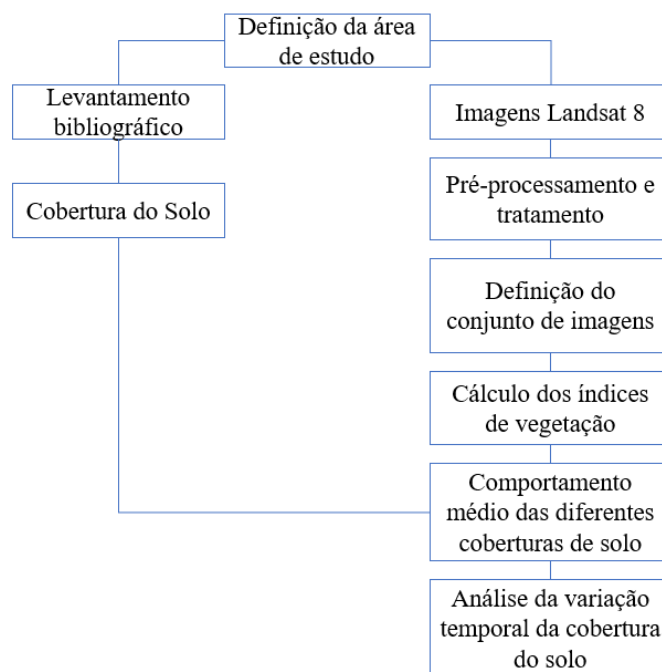 Definição da área
de estudo
Levantamento
bibliográfico
Imagens Landsat 8
Cobertura do Solo
Pré-processamento e
tratamento
Definição do
conjunto de imagens
Cálculo dos índices
de vegetação
Comportamento
médio das diferentes
coberturas de solo
Análise da variação
temporal da cobertura
do solo